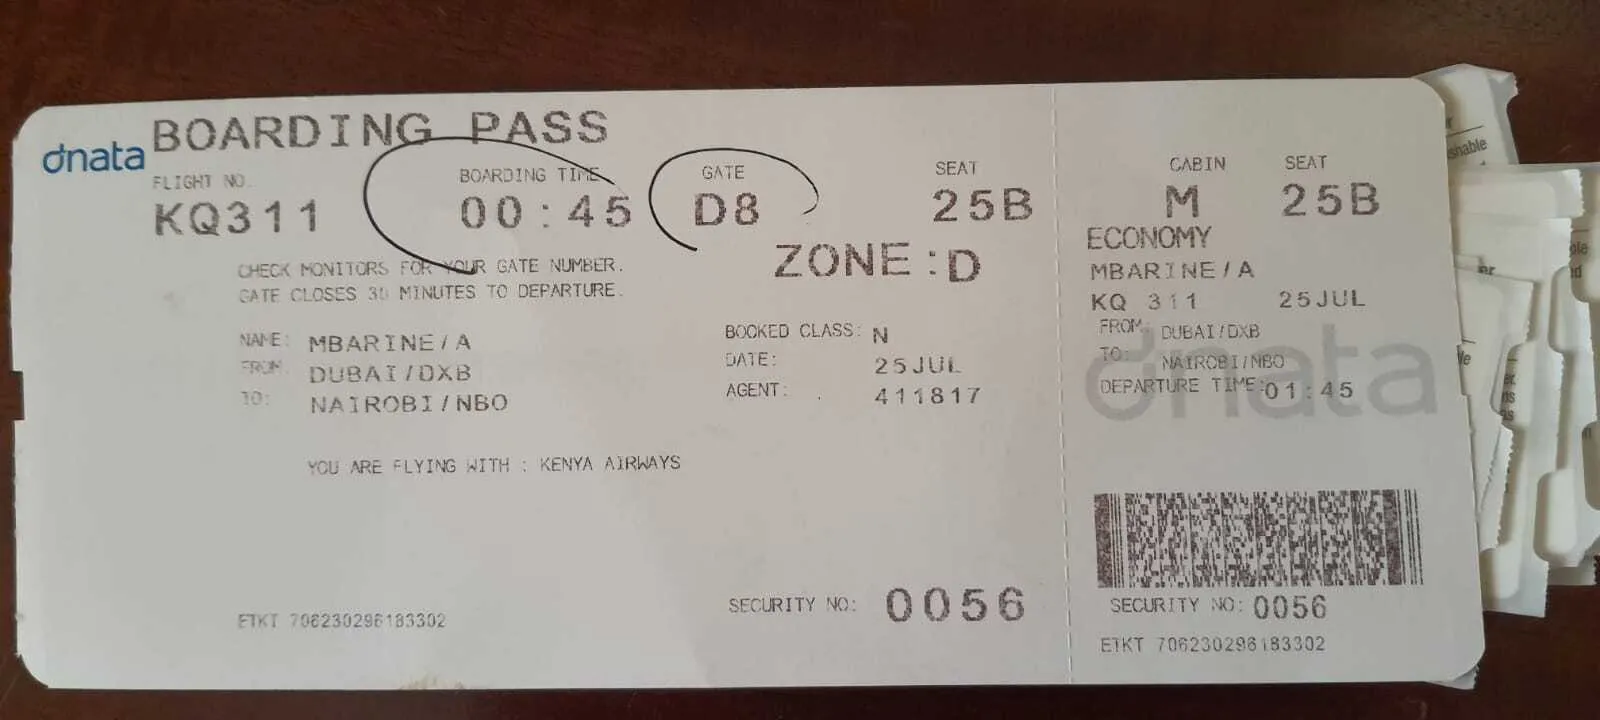 dnata BOARDING PASS
FLIGHT NO. BOARDING TIME GATE SEAT
KQ311 00:45 D8 25B
ZONE:D
CHECK MONITORS FOR YOUR GATE NUMBER.
GATE CLOSES 30 MINUTES TO DEPARTURE.
NAME: MBARINE/A BOOKED CLASS: N
FROM: DUBAI/DXB DATE: 25JUL
TO: NAIROBI/NBO AGENT: 411817
YOU ARE FLYING WITH : KENYA AIRWAYS
SECURITY NO: 0056
ETKT 706230296183302
CABIN SEAT
M 25B
ECONOMY
MBARINE/A
KQ 311 25JUL
FROM: DUBAI/DXB
TO: NAIROBI/NBO
DEPARTURE TIME:01:45
dnata
SECURITY NO: 0056
ETKT 706230296183302